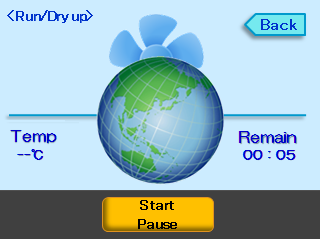 <Run/Dry up>
Back
Temp
--℃
Remain
00 : 05
Start
Pause